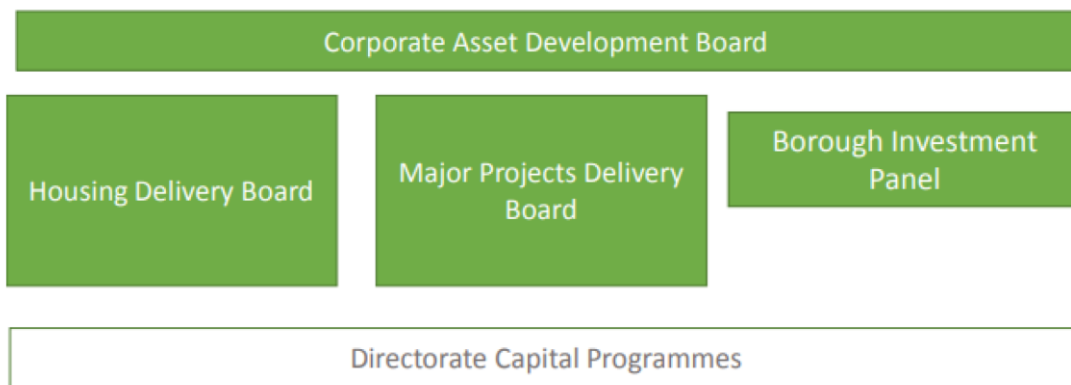 Corporate Asset Development Board
Housing Delivery Board
Major Projects Delivery
Board
Borough Investment
Panel
Directorate Capital Programmes